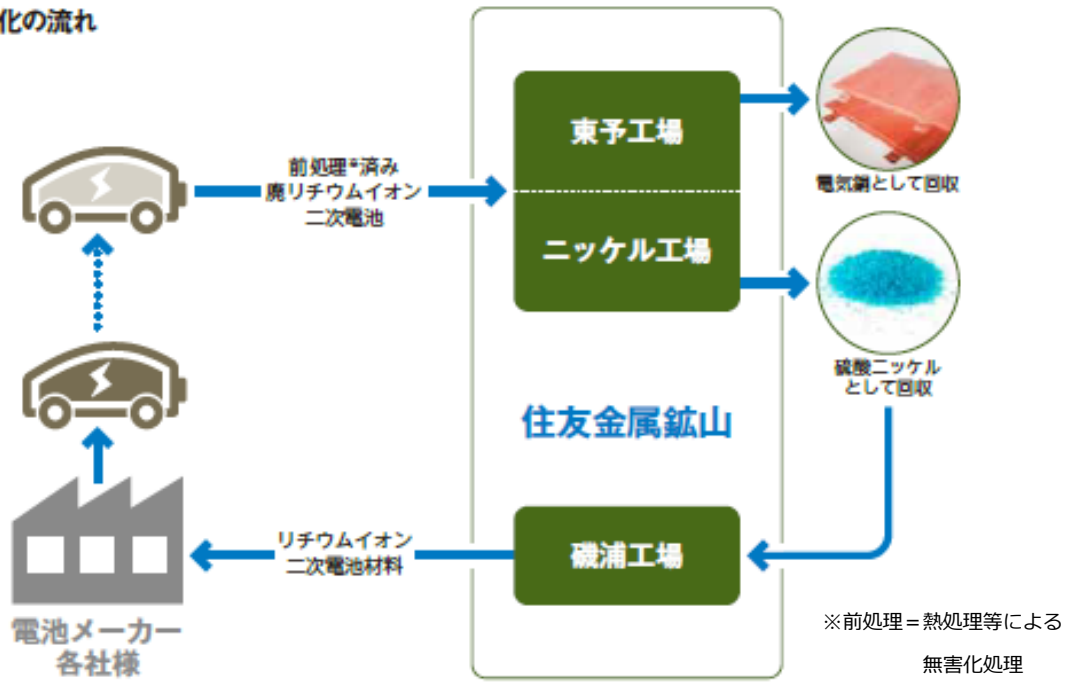 化の流れ
東予工場
前処理※済み
廃リチウムイオン
二次電池
電気銅として回収
ニッケル工場
硫酸ニッケル
として回収
住友金属鉱山
リチウムイオン
二次電池材料
磯浦工場
電池メーカー
各社様
※前処理=熱処理等による
無害化処理